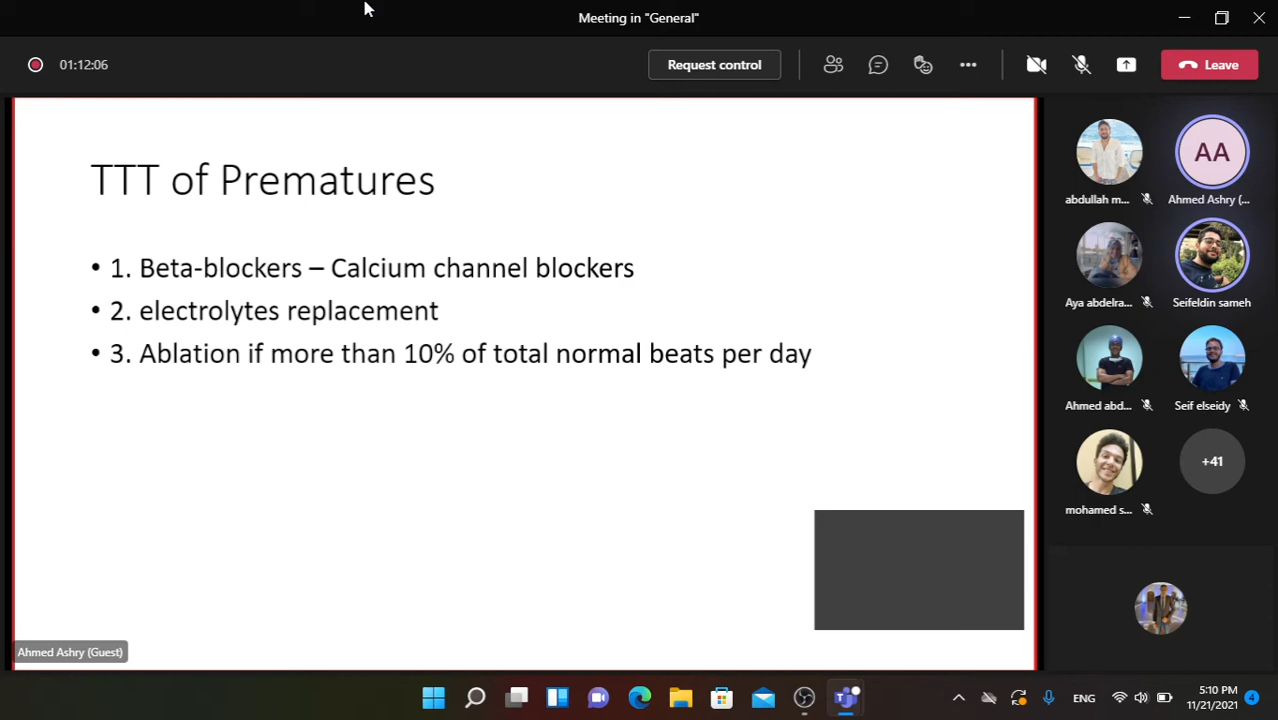 Meeting in "General"
01:12:06
Request control
Leave
TTT of Prematures
• 1. Beta-blockers – Calcium channel blockers
• 2. electrolytes replacement
• 3. Ablation if more than 10% of total normal beats per day
abdullah m...
AA
Ahmed Ashry (...
Aya abdelra...
Seifeldin sameh
Ahmed abd...
Seif elseidy
mohamed s...
+41
Ahmed Ashry (Guest)
ENG
5:10 PM
11/21/2021
4